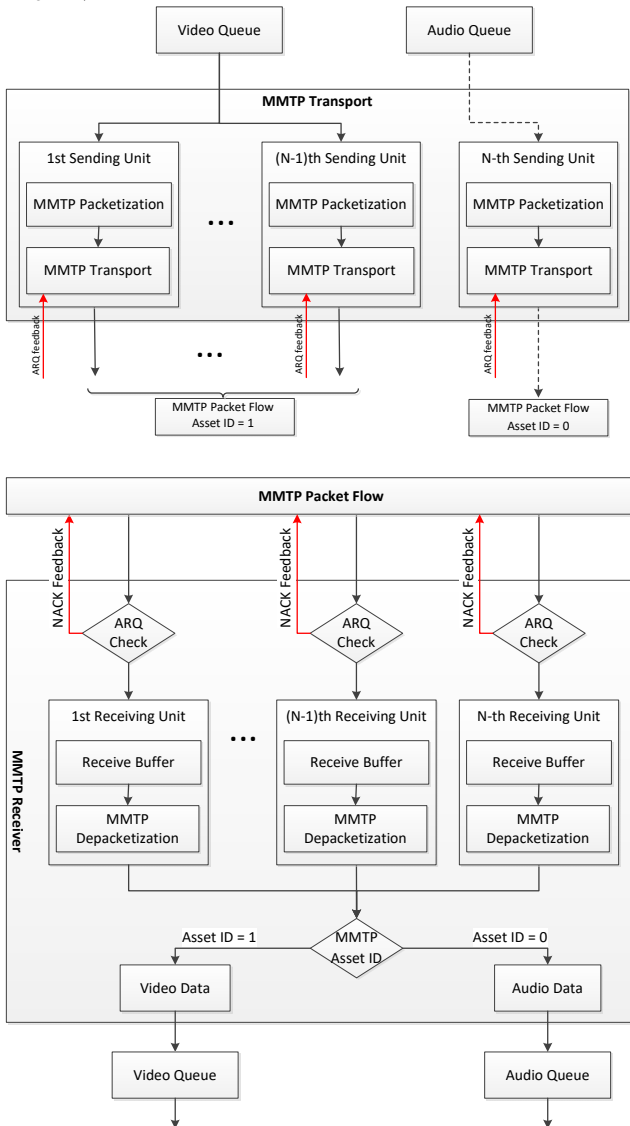 Video Queue
Audio Queue
MMTP Transport
1st Sending Unit
MMTP Packetization
MMTP Transport
...
(N-1)th Sending Unit
MMTP Packetization
MMTP Transport
N-th Sending Unit
MMTP Packetization
MMTP Transport
ARQ feedback
...
ARQ feedback
ARQ feedback
MMTP Packet Flow
Asset ID = 1
MMTP Packet Flow
Asset ID = 0
MMTP Packet Flow
NACK Feedback
NACK Feedback
NACK Feedback
ARQ
Check
ARQ
Check
ARQ
Check
MMTP Receiver
1st Receiving Unit
Receive Buffer
MMTP
Depacketization
...
(N-1)th Receiving Unit
Receive Buffer
MMTP
Depacketization
N-th Receiving Unit
Receive Buffer
MMTP
Depacketization
Asset ID = 1
MMTP
Asset ID
Asset ID = 0
Video Data
Audio Data
Video Queue
Audio Queue